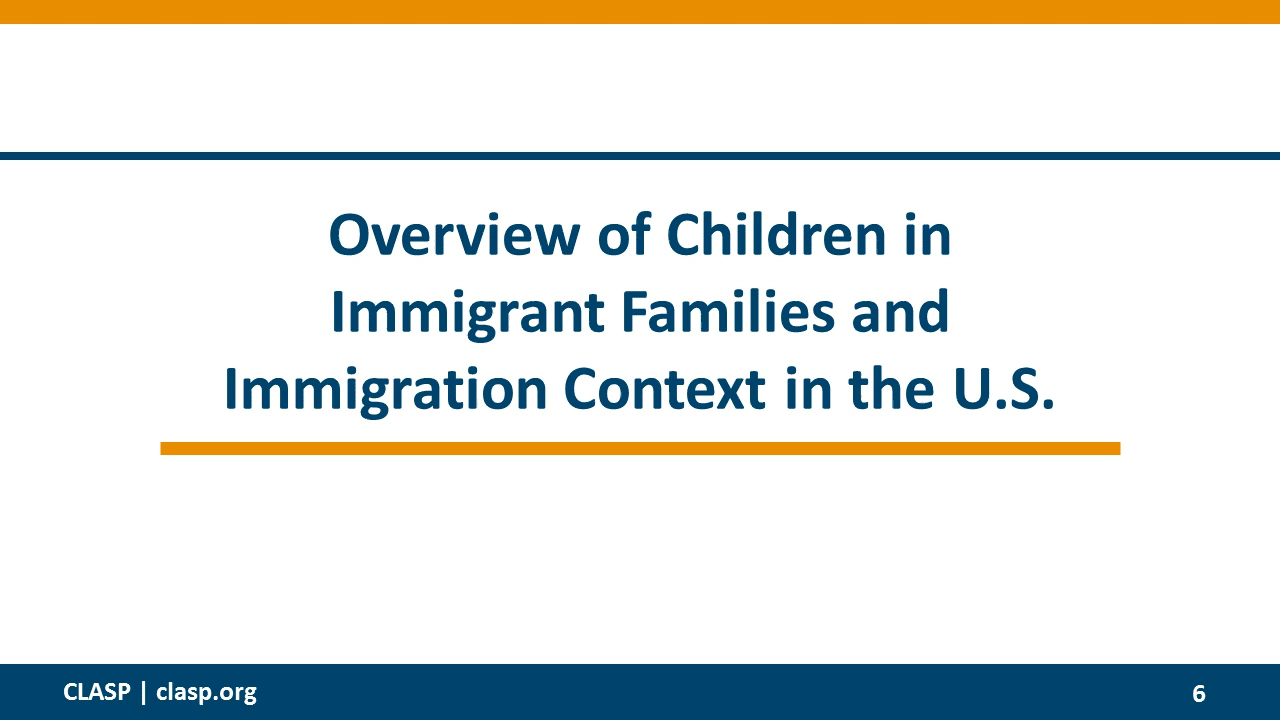 Overview of Children in
Immigrant Families and
Immigration Context in the U.S.
CLASP | clasp.org
6